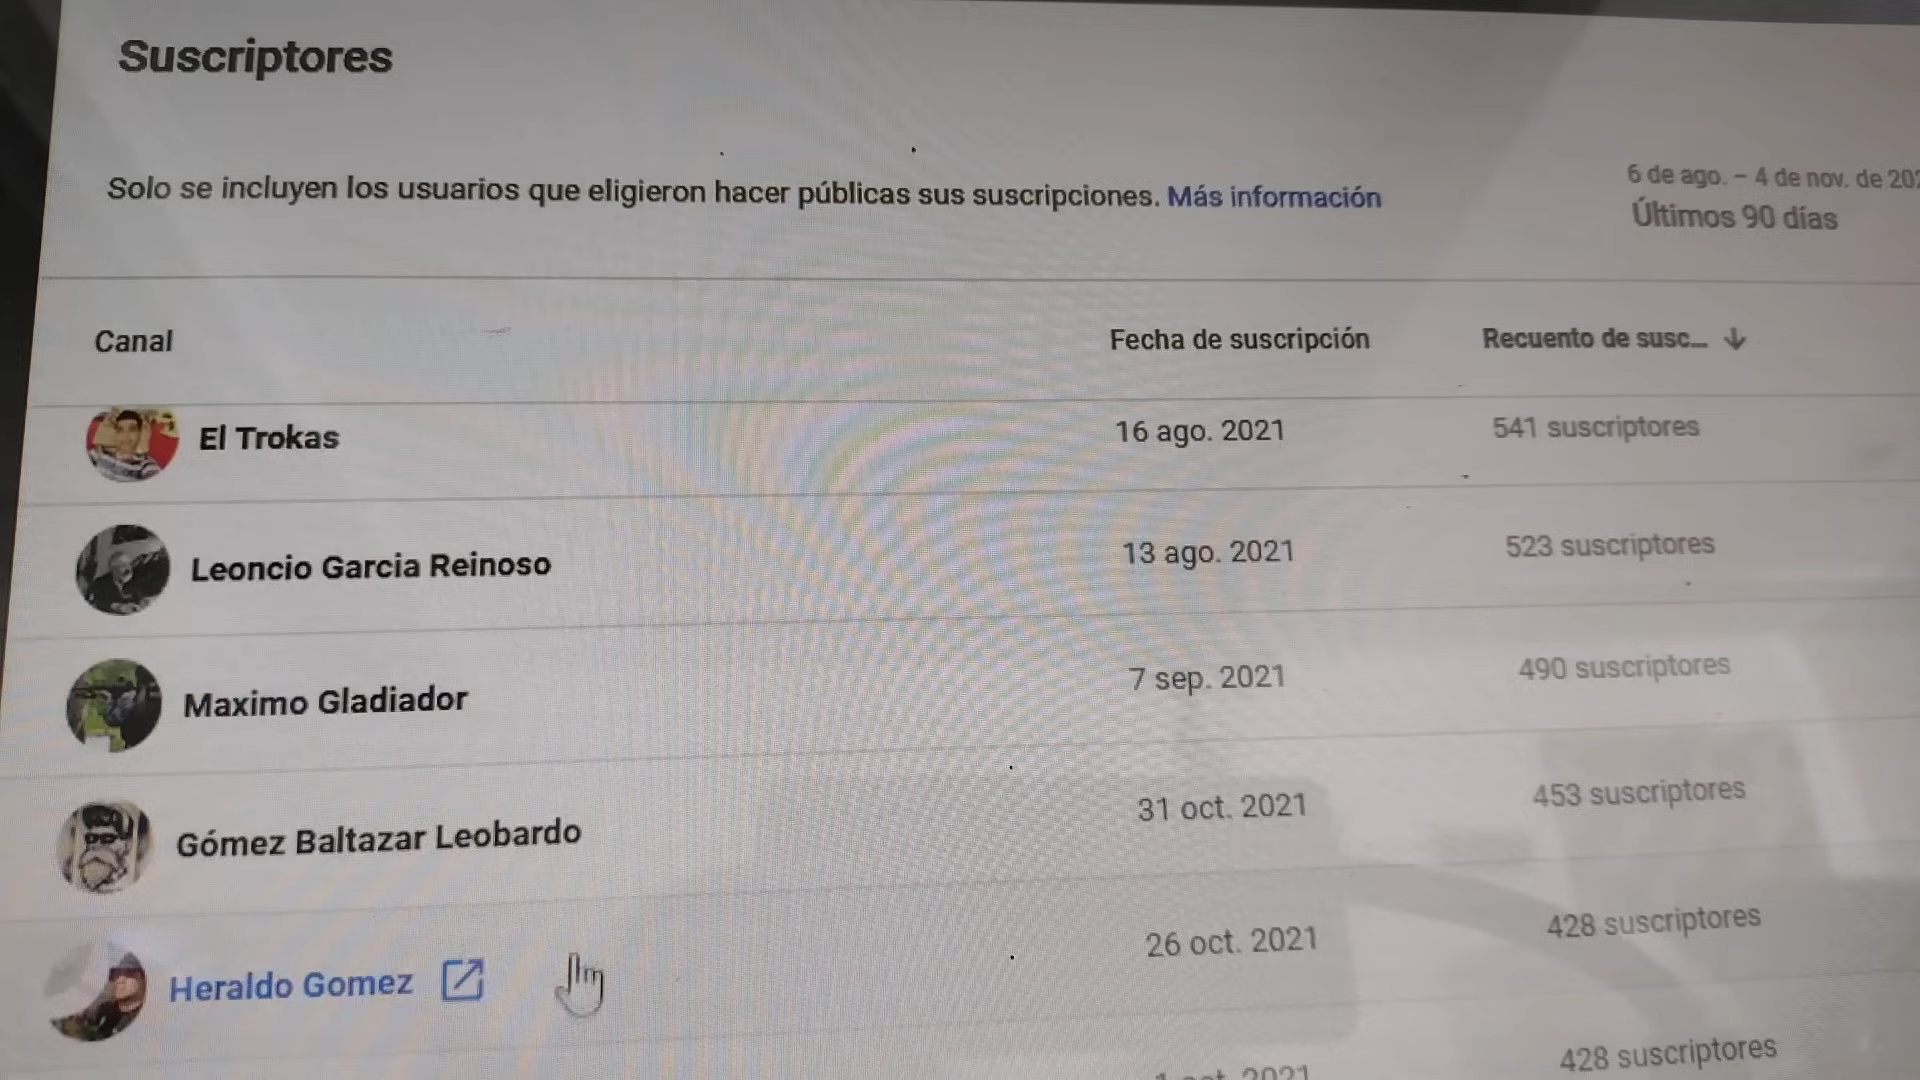 Suscriptores
Solo se incluyen los usuarios que eligieron hacer públicas sus suscripciones. Más información
6 de ago. – 4 de nov. de
Últimos 90 días
Canal Fecha de suscripción Recuento de susc...
El Trokas 16 ago. 2021 541 suscriptores
Leoncio Garcia Reinoso 13 ago. 2021 523 suscriptores
Maximo Gladiador 7 sep. 2021 490 suscriptores
Gómez Baltazar Leobardo 31 oct. 2021 453 suscriptores
Heraldo Gomez 26 oct. 2021 428 suscriptores
2021 428 suscriptores